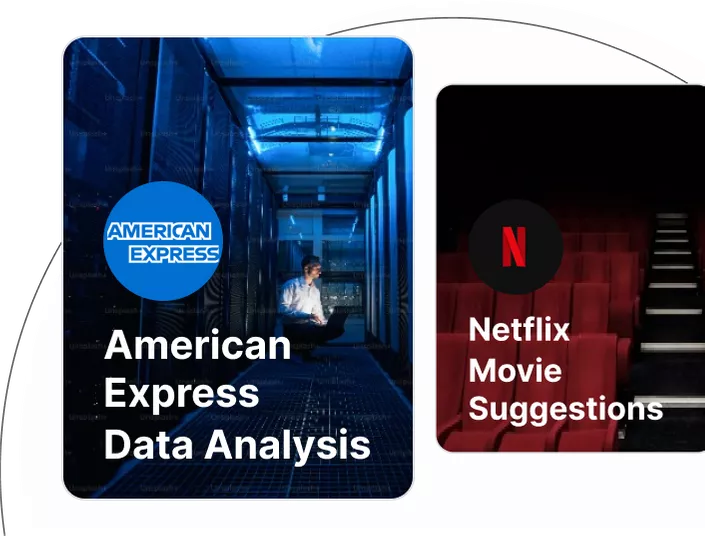 AMERICAN
EXPRESS
American
Express
Data Analysis
N
Netflix
Movie
Suggestions